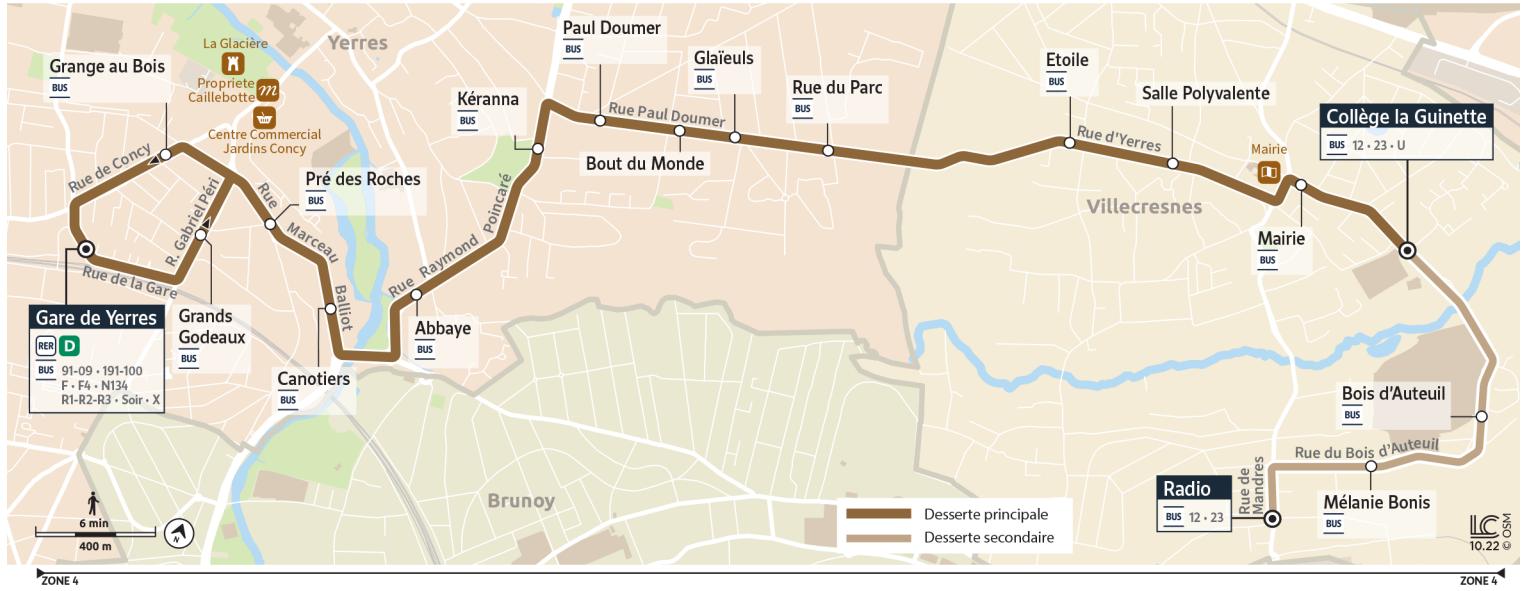 Paul Doumer
BUS
La Glacière
Yerres
Grange au Bois
BUS
Propriete
Caillebotte
m
Centre Commercial
Jardins Concy
Glaïeuls
BUS
Etoile
BUS
Kéranna
BUS
Rue du Parc
BUS
Salle Polyvalente
Rue Paul Doumer
Bout du Monde
Rue d'Yerres
Collège la Guinette
BUS 12 • 23 • U
Mairie
Rue de Concy
Pré des Roches
BUS
R. Gabriel Péri
Rue
Marceau
Balliot
Rue Raymond Poincaré
Villecresnes
Mairie
BUS
Rue de la Gare
Gare de Yerres
RER D
BUS 91-09 • 191-100
F • F4 • N134
R1-R2-R3 • Soir • X
Grands
Godeaux
BUS
Abbaye
BUS
Canotiers
BUS
Bois d'Auteuil
BUS
Rue du Bois d'Auteuil
Rue de
Mandres
Radio
BUS 12 • 23
Mélanie Bonis
BUS
Brunoy
6 min
400 m
N
Desserte principale
Desserte secondaire
LC
10.22 © OSM
ZONE 4
ZONE 4